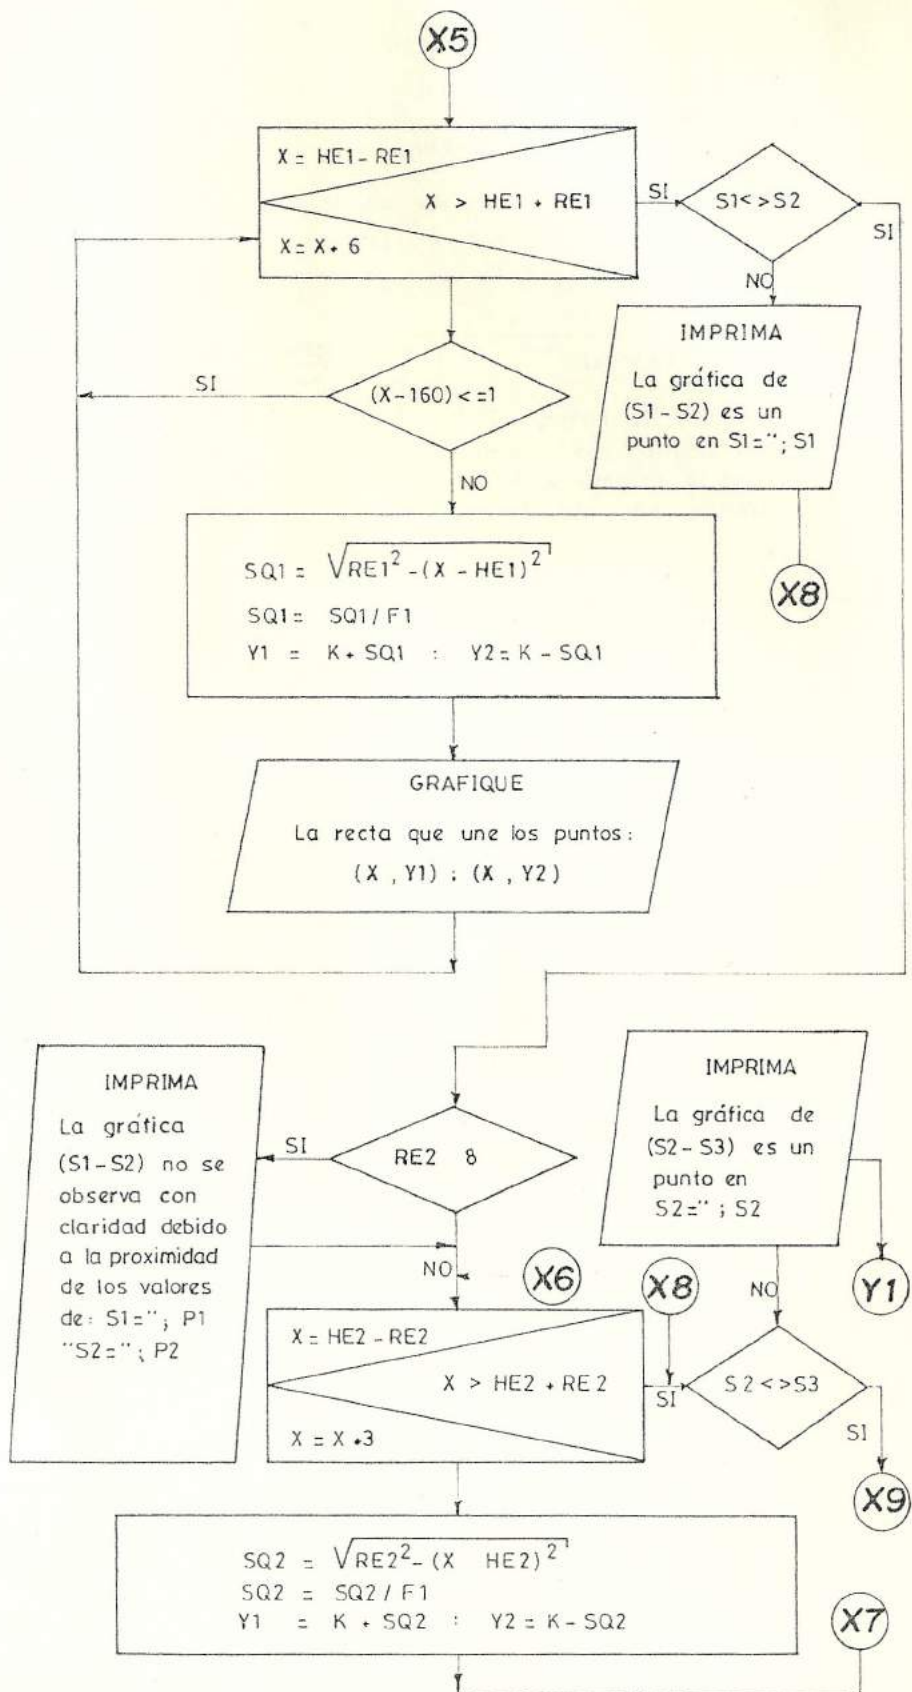 X5
X = HE1 - RE1
X > HE1 + RE1
X = X + 6
SI
S1<>S2
SI
NO
IMPRIMA
La gráfica de
(S1-S2) es un
punto en S1="; S1
X8
(X-160) <=1
SI
NO
SQ1 = √RE1² -(X - HE1)²
SQ1 = SQ1/F1
Y1 = K + SQ1 : Y2 = K - SQ1
GRAFIQUE
La recta que une los puntos:
(X , Y1) ; (X , Y2)
IMPRIMA
La gráfica
(S1-S2) no se
observa con
claridad debido
a la proximidad
de los valores
de: S1="; P1
"S2="; P2
SI
RE2 8
NO
IMPRIMA
La gráfica de
(S2-S3) es un
punto en
S2=" ; S2
Y1
NO
X6
X8
X = HE2 - RE2
X > HE2 + RE2
X = X +3
SI
S2<>S3
SI
X9
SQ2 = √RE2² -(X HE2)²
SQ2 = SQ2 / F1
Y1 = K + SQ2 : Y2 = K - SQ2
X7